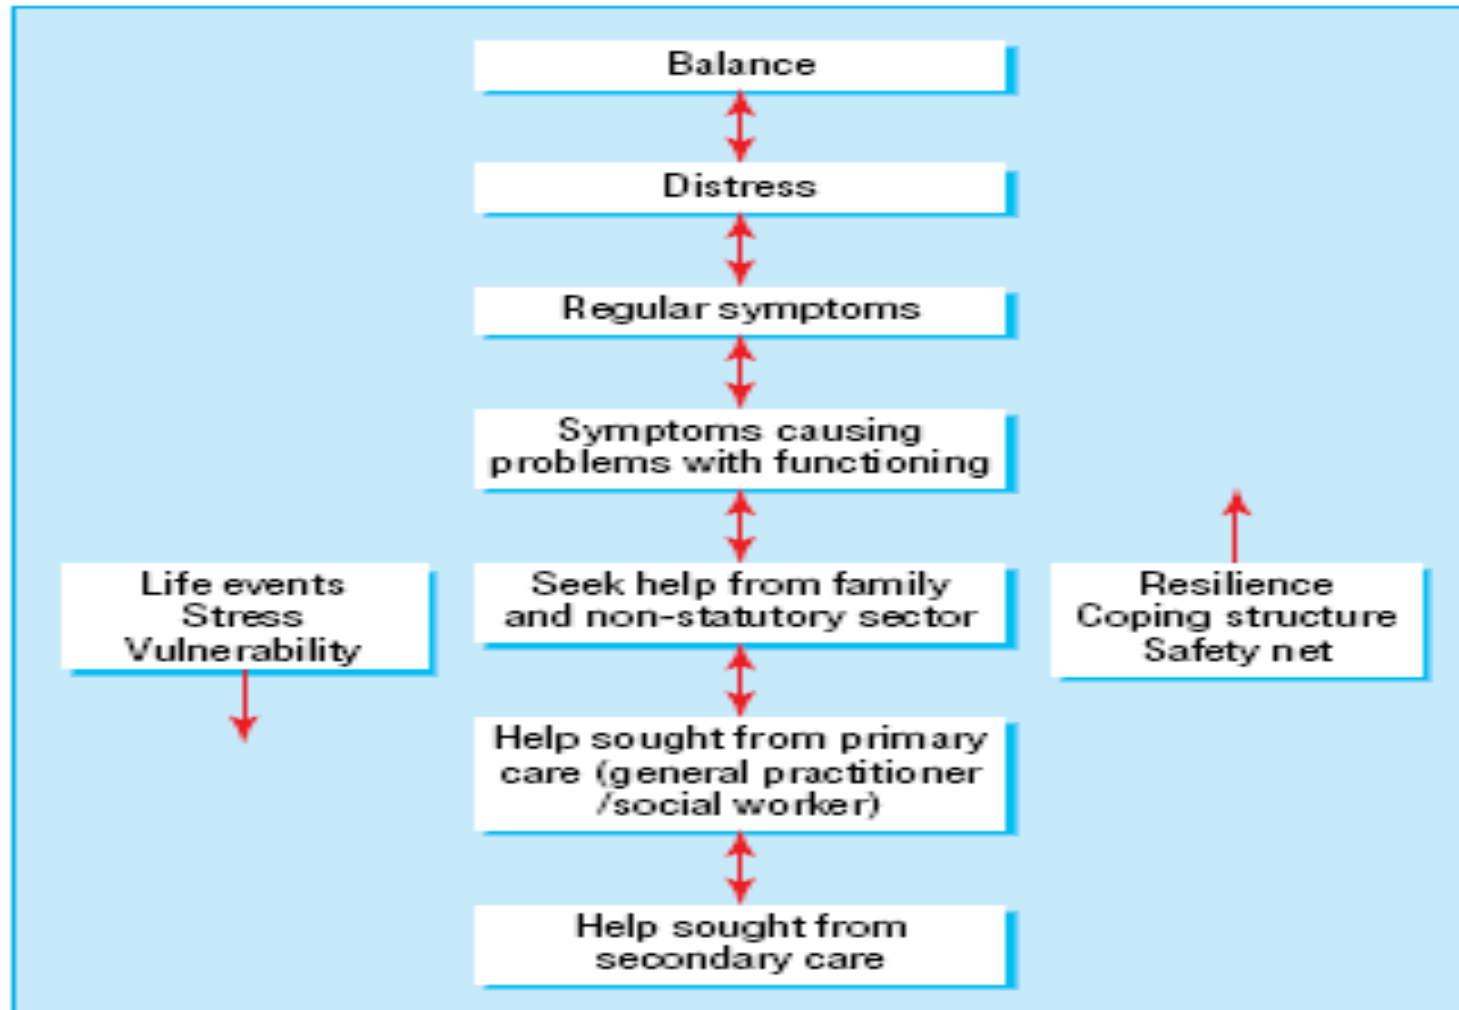 Balance
Distress
Regular symptoms
Symptoms causing
problems with functioning
Life events
Stress
Vulnerability
Seek help from family
and non-statutory sector
Resilience
Coping structure
Safety net
Help sought from primary
care (general practitioner
/social worker)
Help sought from
secondary care